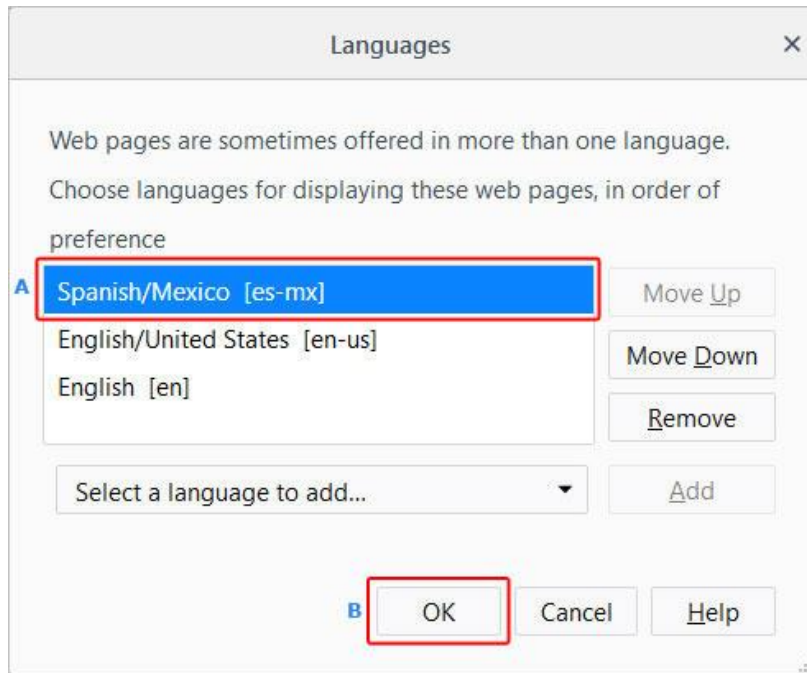 Languages
Web pages are sometimes offered in more than one language.
Choose languages for displaying these web pages, in order of
preference
A
Spanish/Mexico [es-mx]
Move Up
English/United States [en-us]
Move Down
English [en]
Remove
Select a language to add...
Add
B
OK
Cancel
Help